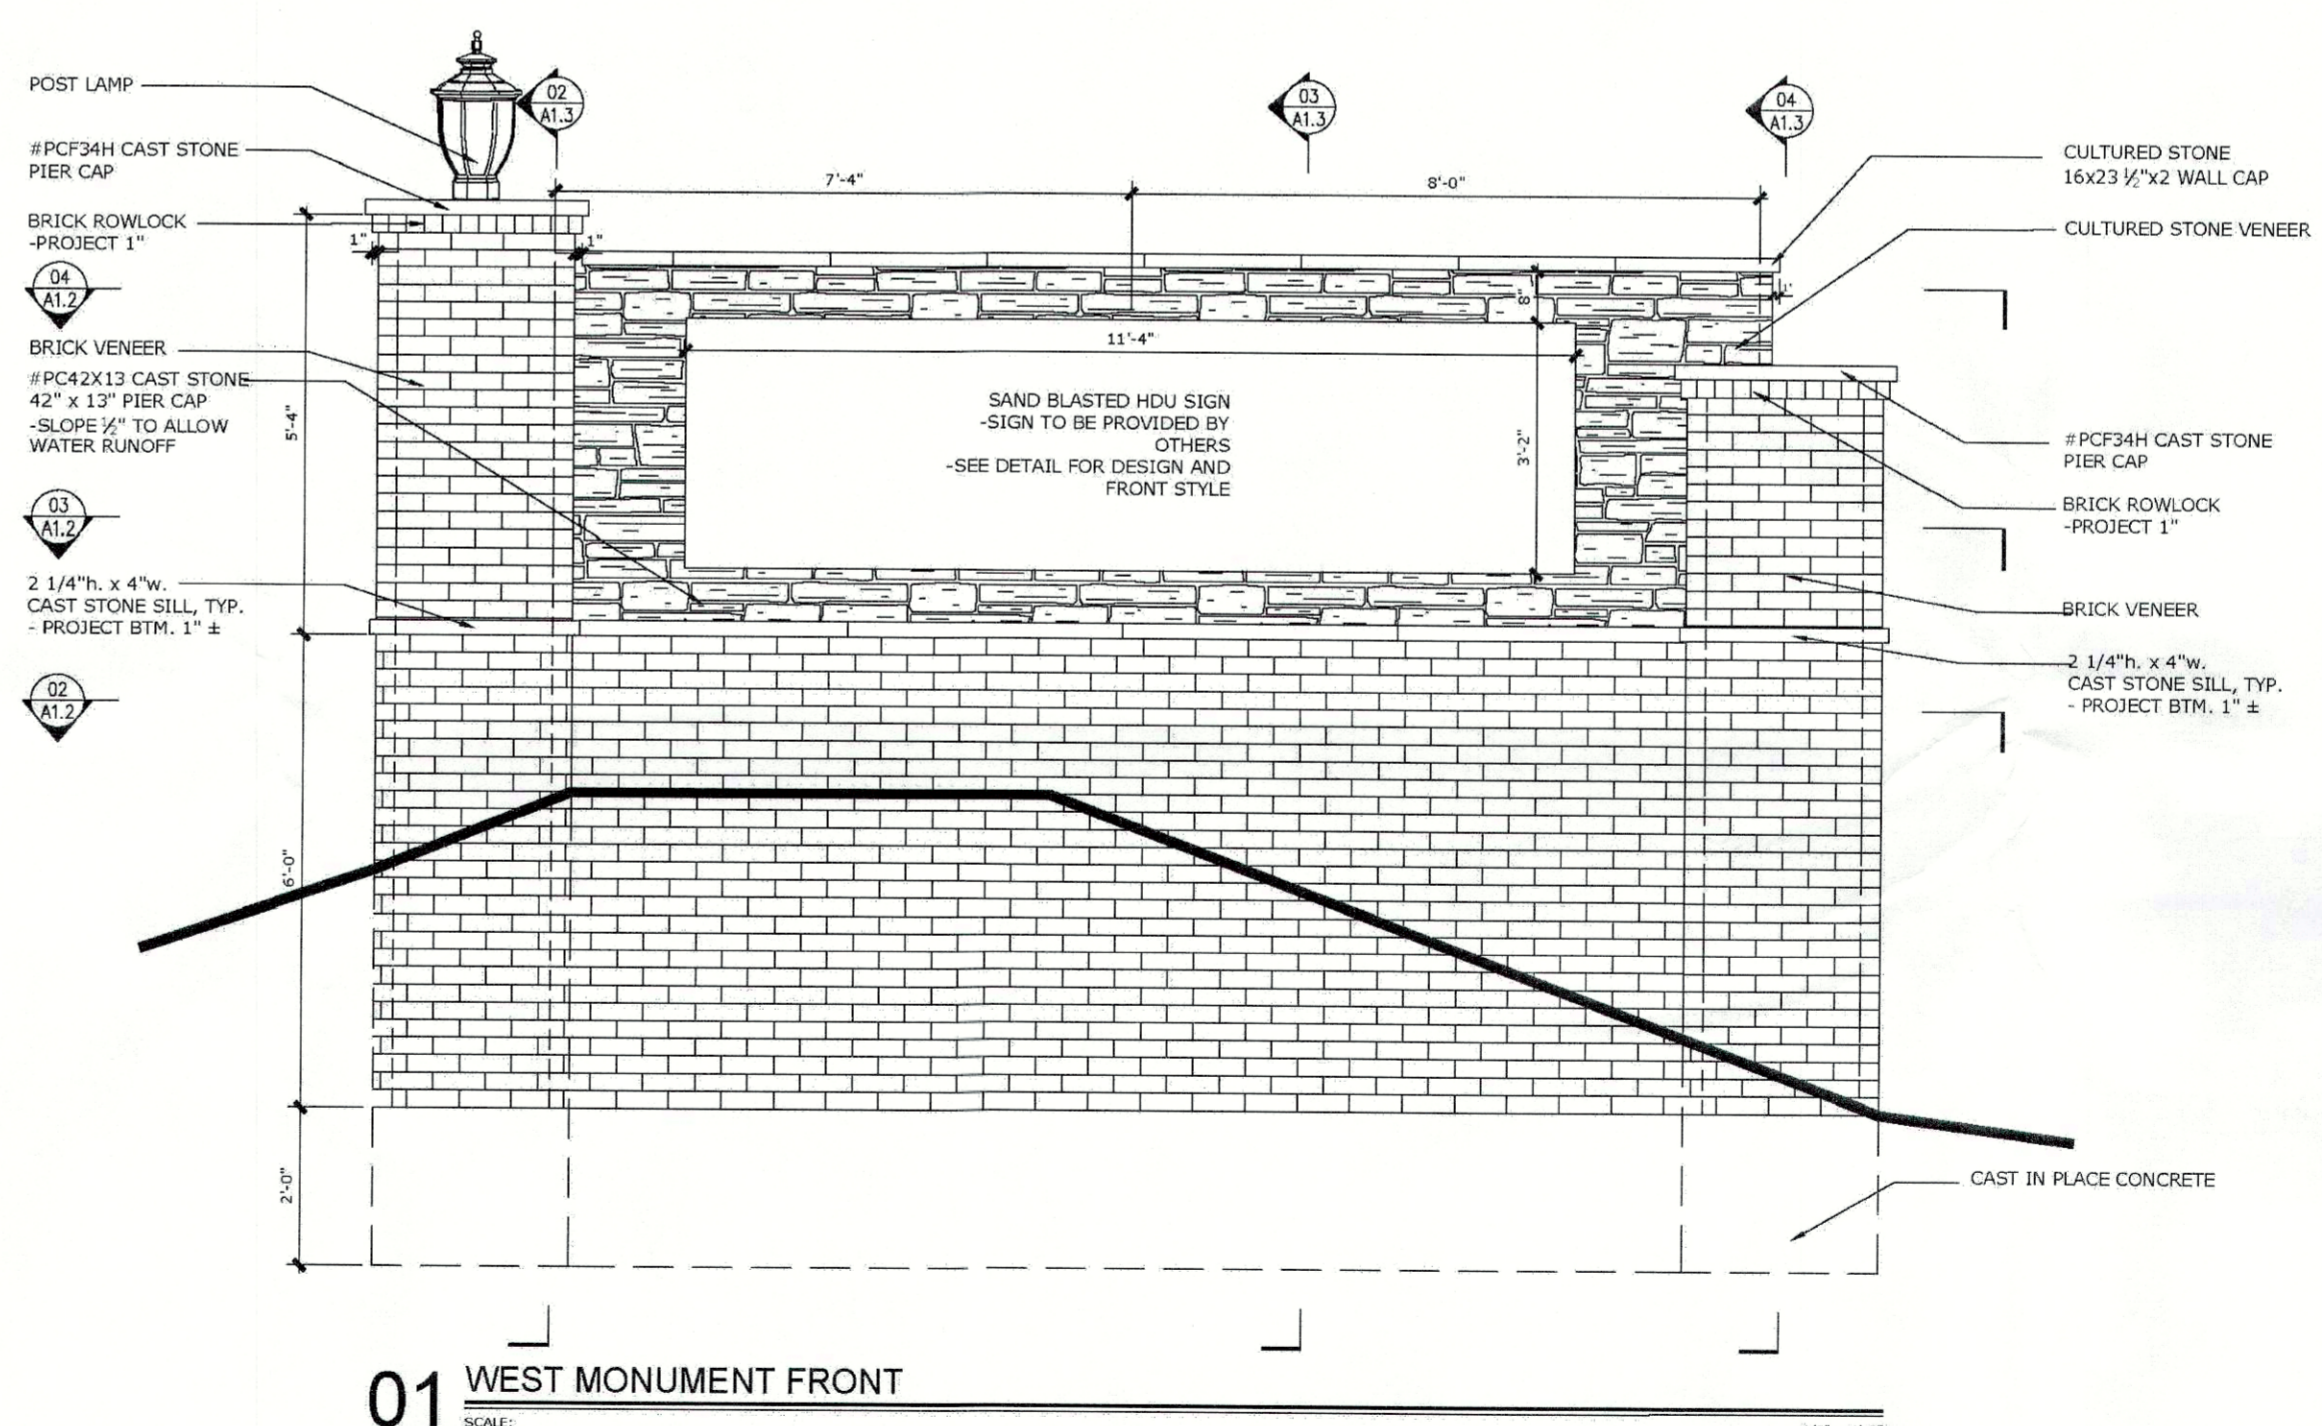 POST LAMP
#PCF34H CAST STONE
PIER CAP
BRICK ROWLOCK
-PROJECT 1"
04
A1.2
BRICK VENEER
#PC42X13 CAST STONE
42" x 13" PIER CAP
-SLOPE ½" TO ALLOW
WATER RUNOFF
03
A1.2
2 1/4"h. x 4"w.
CAST STONE SILL, TYP.
- PROJECT BTM. 1" ±
02
A1.2
02
A1.3
03
A1.3
04
A1.3
7'-4"
8'-0"
1"
1"
1"
8"
11'-4"
5'-4"
3'-2"
SAND BLASTED HDU SIGN
-SIGN TO BE PROVIDED BY
OTHERS
-SEE DETAIL FOR DESIGN AND
FRONT STYLE
6'-0"
2'-0"
CULTURED STONE
16x23 ½"x2 WALL CAP
CULTURED STONE VENEER
#PCF34H CAST STONE
PIER CAP
BRICK ROWLOCK
-PROJECT 1"
BRICK VENEER
2 1/4"h. x 4"w.
CAST STONE SILL, TYP.
- PROJECT BTM. 1" ±
CAST IN PLACE CONCRETE
01
WEST MONUMENT FRONT
SCALE: